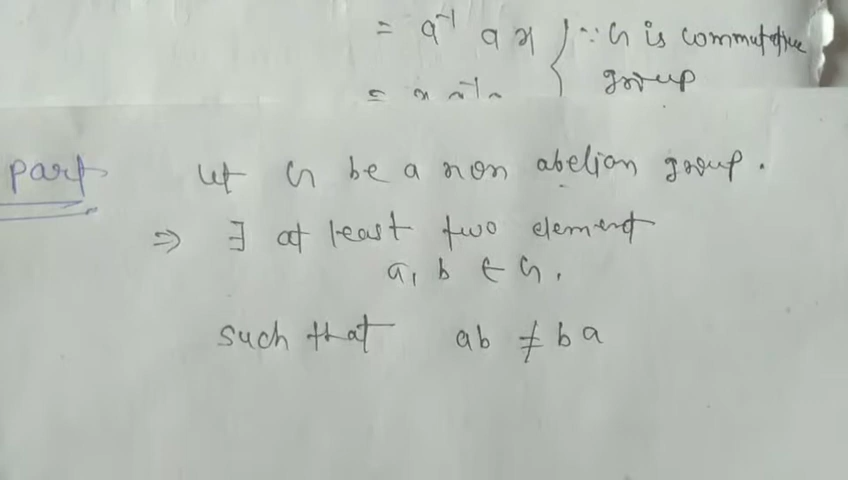 = a⁻¹ a x { ∵ G is commutative
= group
part let G be a non abelian group.
⇒ ∃ at least two element
a, b ∈ G.
such that ab ≠ ba